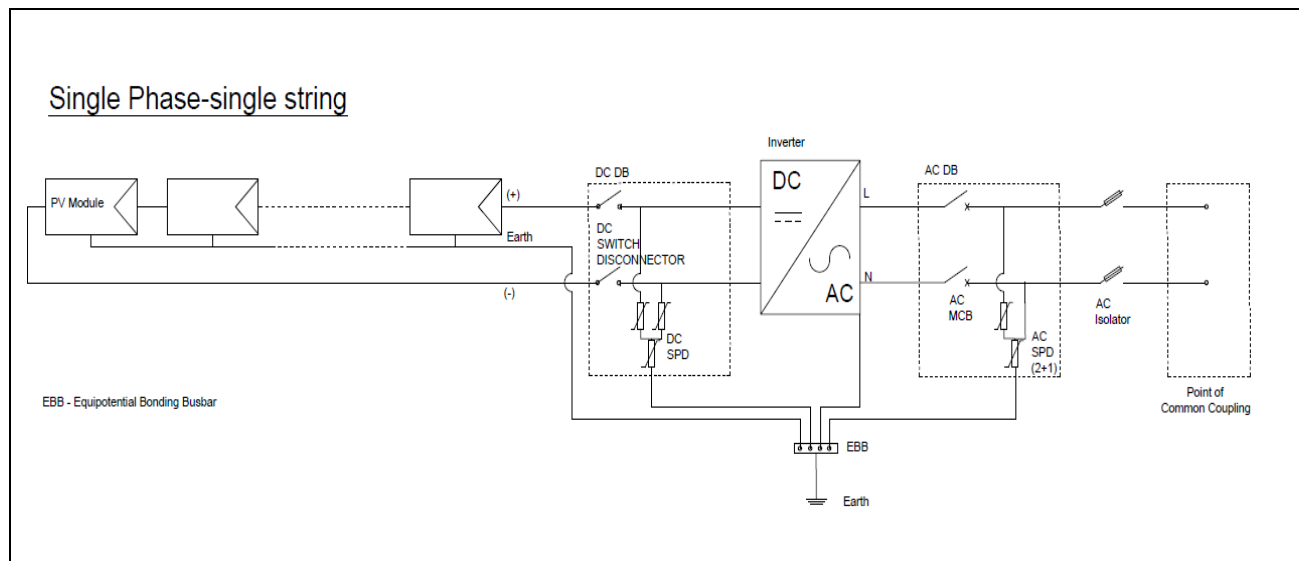 Single Phase-single string
Inverter
DC DB
AC DB
PV Module
(+)
DC
L
Earth
DC
SWITCH
DISCONNECTOR
N
(-)
AC
AC
MCB
AC
Isolator
DC
SPD
AC
SPD
(2+1)
Point of
Common Coupling
EBB - Equipotential Bonding Busbar
EBB
Earth